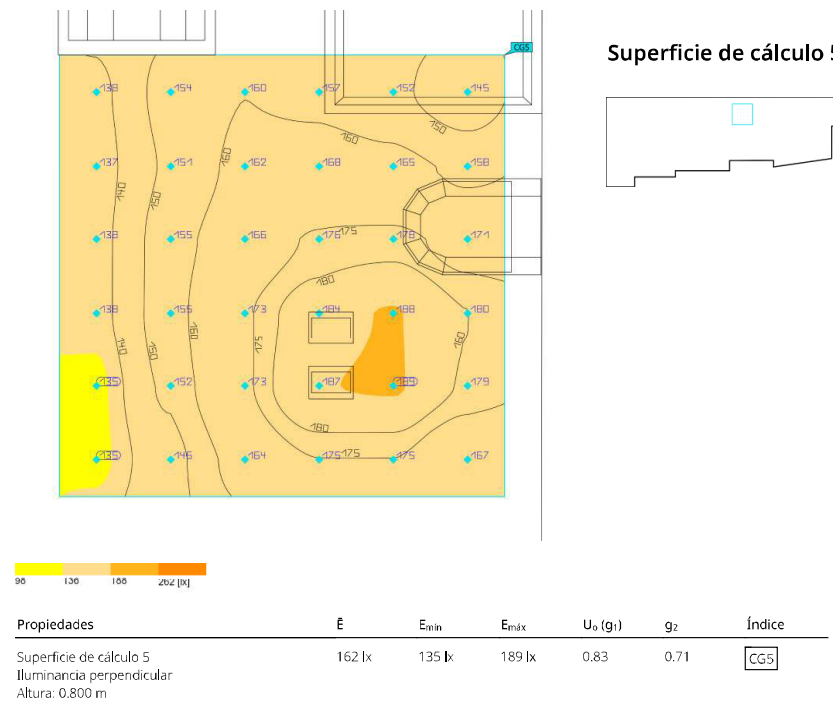 CG5
Superficie de cálculo 5
138 154 160 157 152 145
150
160
137 151 162 168 165 158
160
140
150
138 155 166 176 175 178 171
180
138 155 173 184 188 180
160
150
175
160
140
150
135 152 173 187 189 179
180
175
135 146 164 175 175 167
98 136 188 262 [lx]
Propiedades Ē Emín Emáx Uo (g1) g2 Índice
Superficie de cálculo 5 162 lx 135 lx 189 lx 0.83 0.71 CG5
Iluminancia perpendicular
Altura: 0.800 m